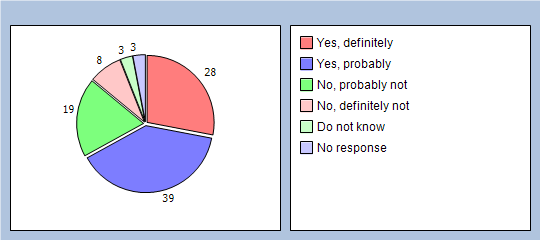 3 3
8
28
19
39
Yes, definitely
Yes, probably
No, probably not
No, definitely not
Do not know
No response